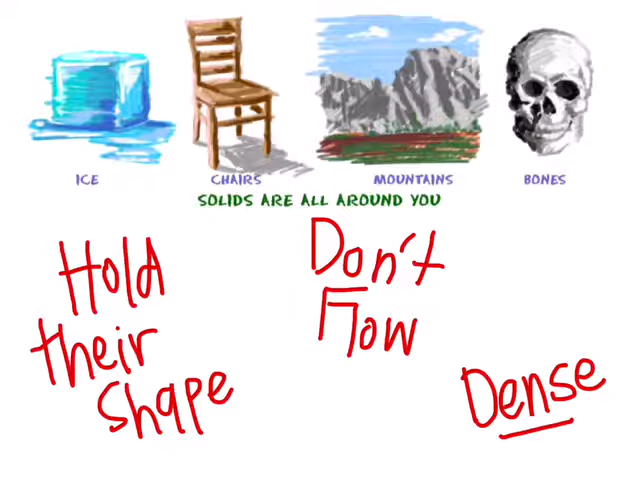 ICE CHAIRS MOUNTAINS BONES
SOLIDS ARE ALL AROUND YOU
Hold
their
Shape
Don't
Flow
Dense